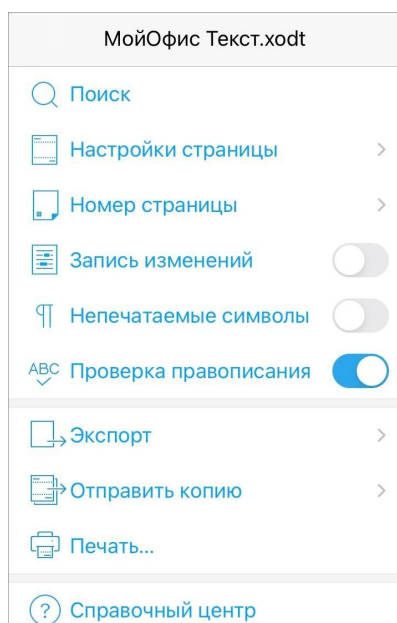 МойОфис Текст.xodt
Поиск
Настройки страницы
Номер страницы
Запись изменений
Непечатаемые символы
ABC Проверка правописания
Экспорт
Отправить копию
Печать...
? Справочный центр